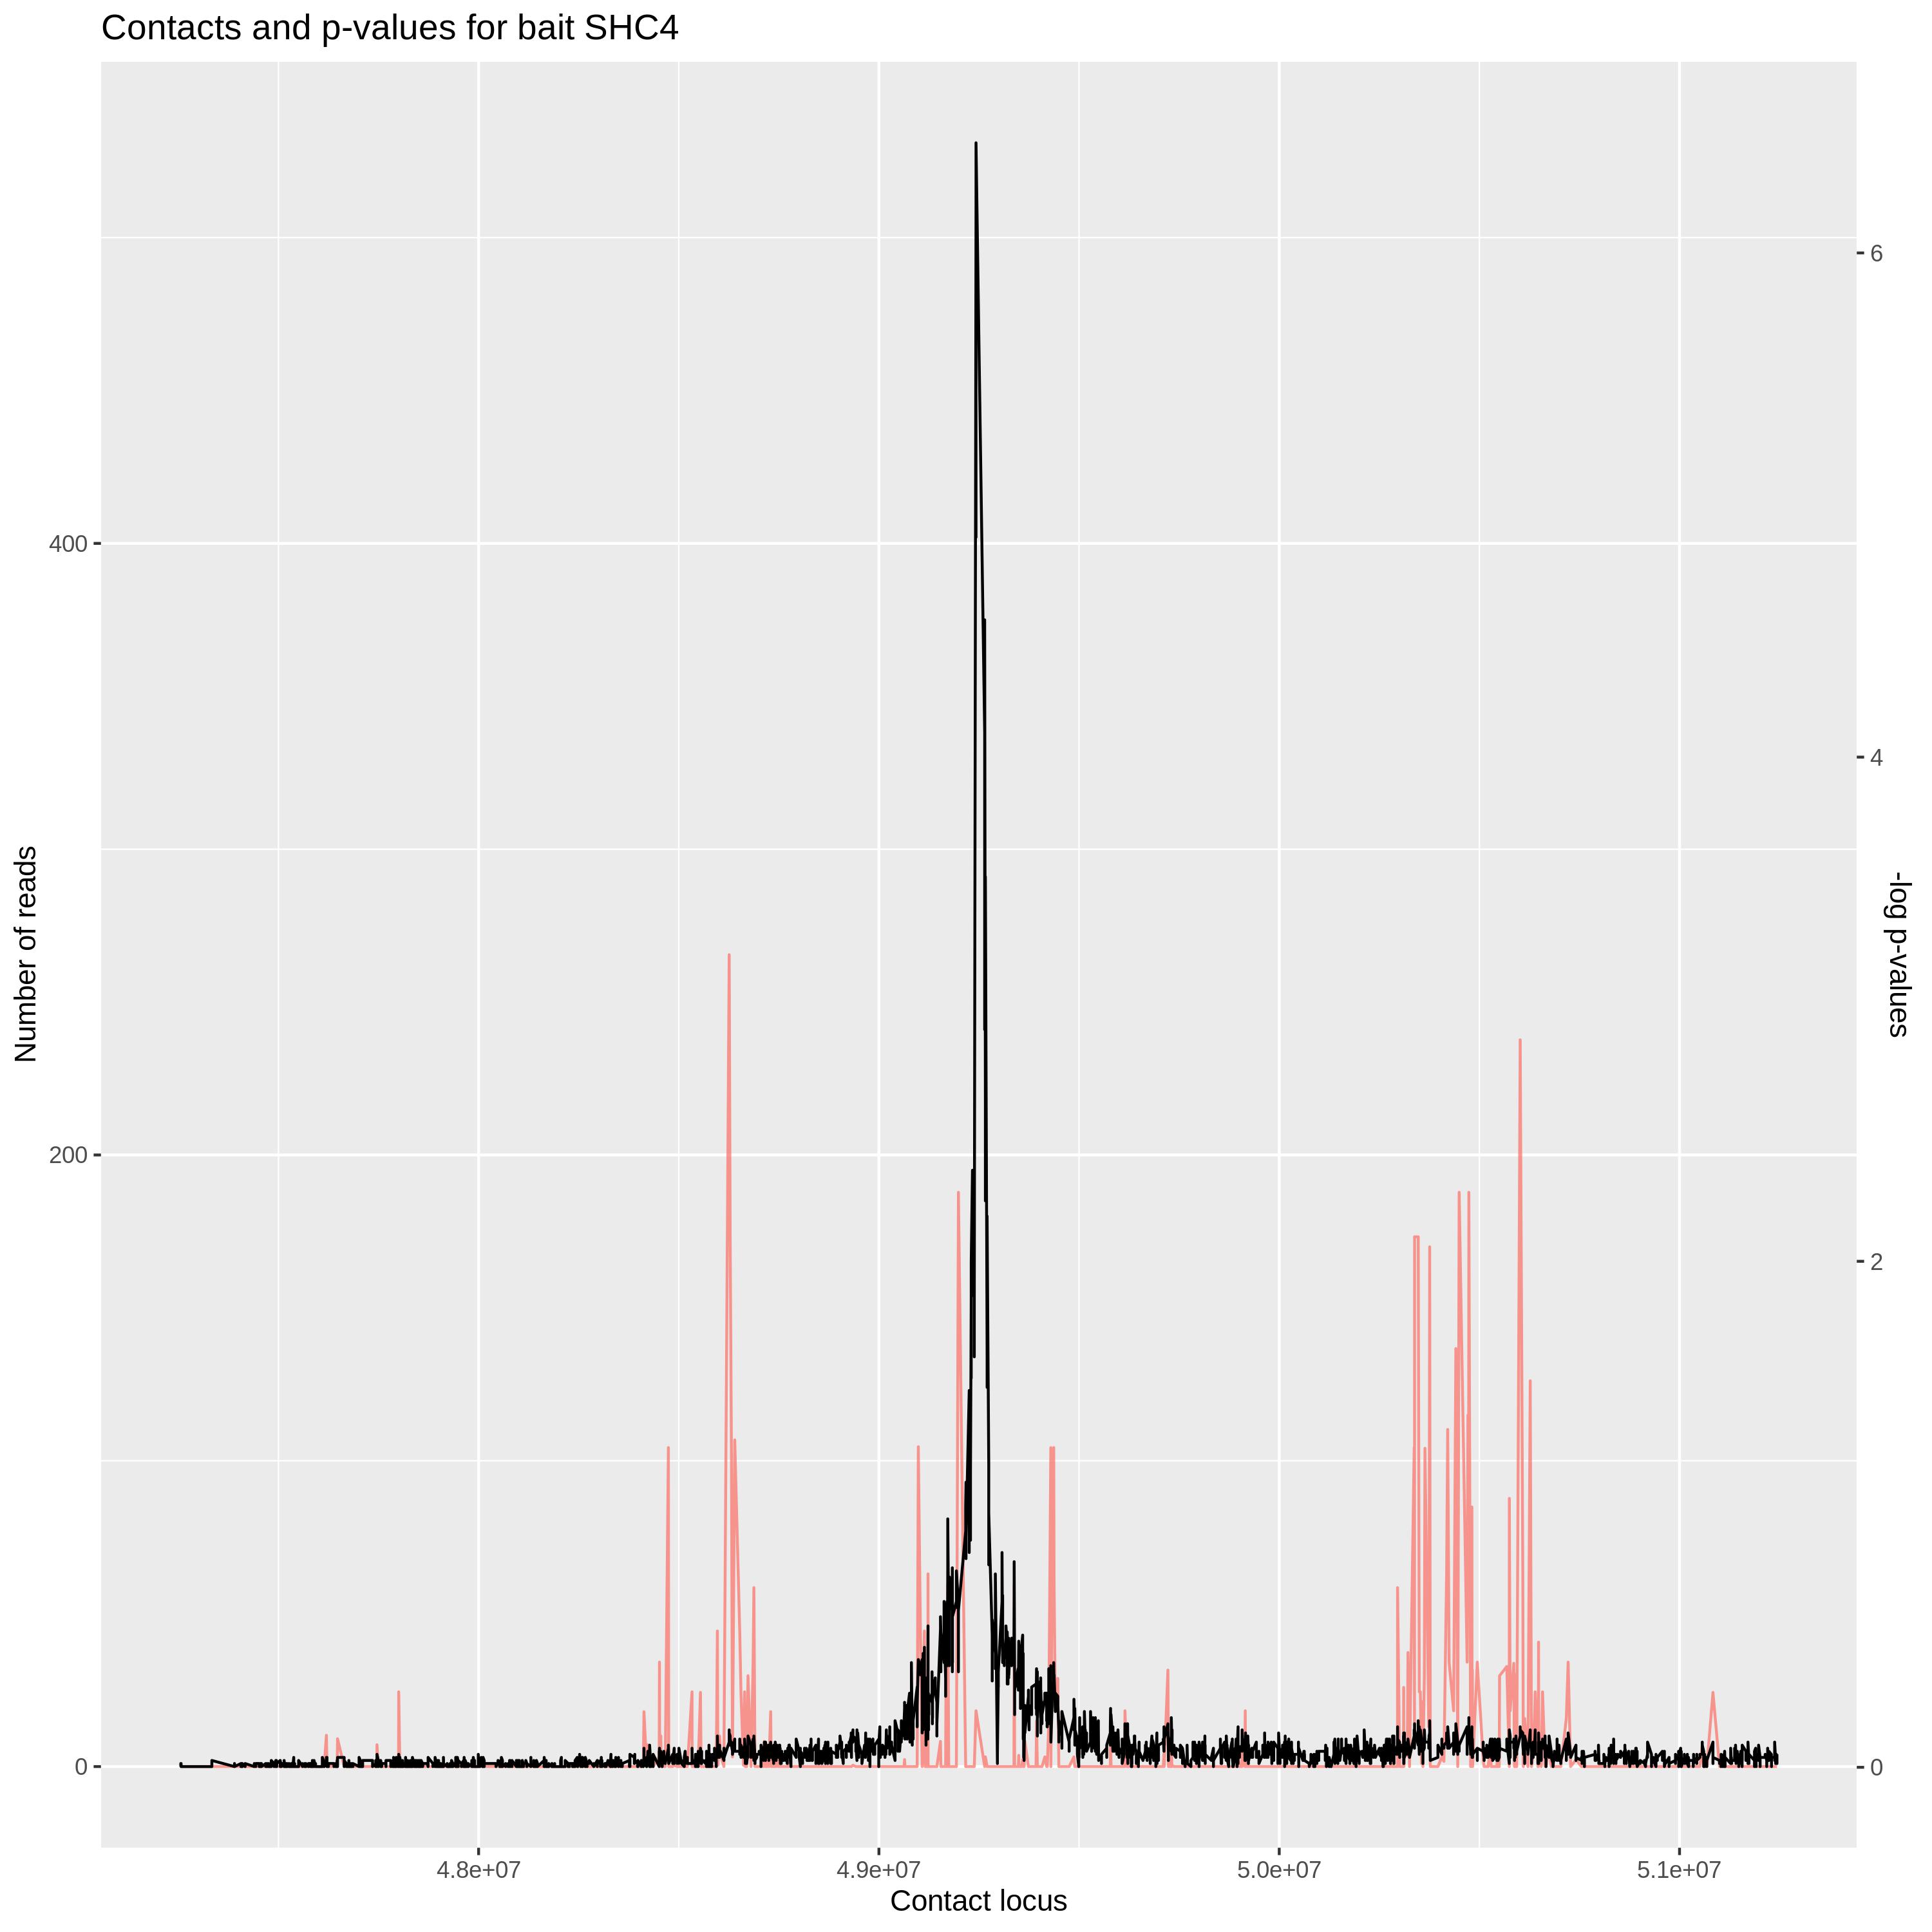 Contacts and p-values for bait SHC4
Number of reads
400
200
0
6
4
2
0
-log p-values
4.8e+07 4.9e+07 5.0e+07 5.1e+07
Contact locus